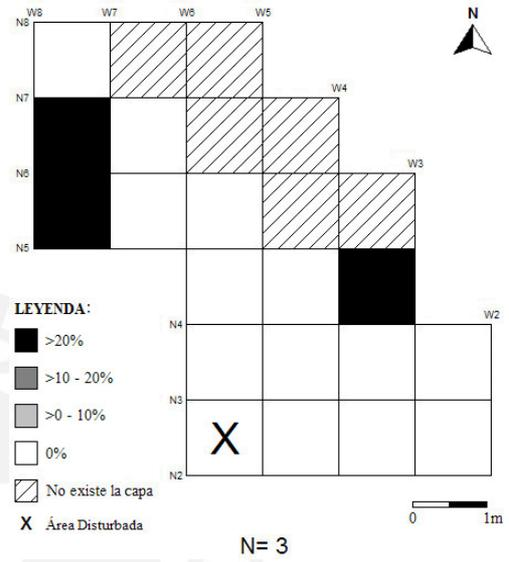 W8 W7 W6 W5
N8
N
W4
N7
W3
N6
N5
LEYENDA:
W2
N4
>20%
>10 - 20%
N3
>0 - 10%
0%
X
N2
No existe la capa
X Área Disturbada
0 1m
N= 3